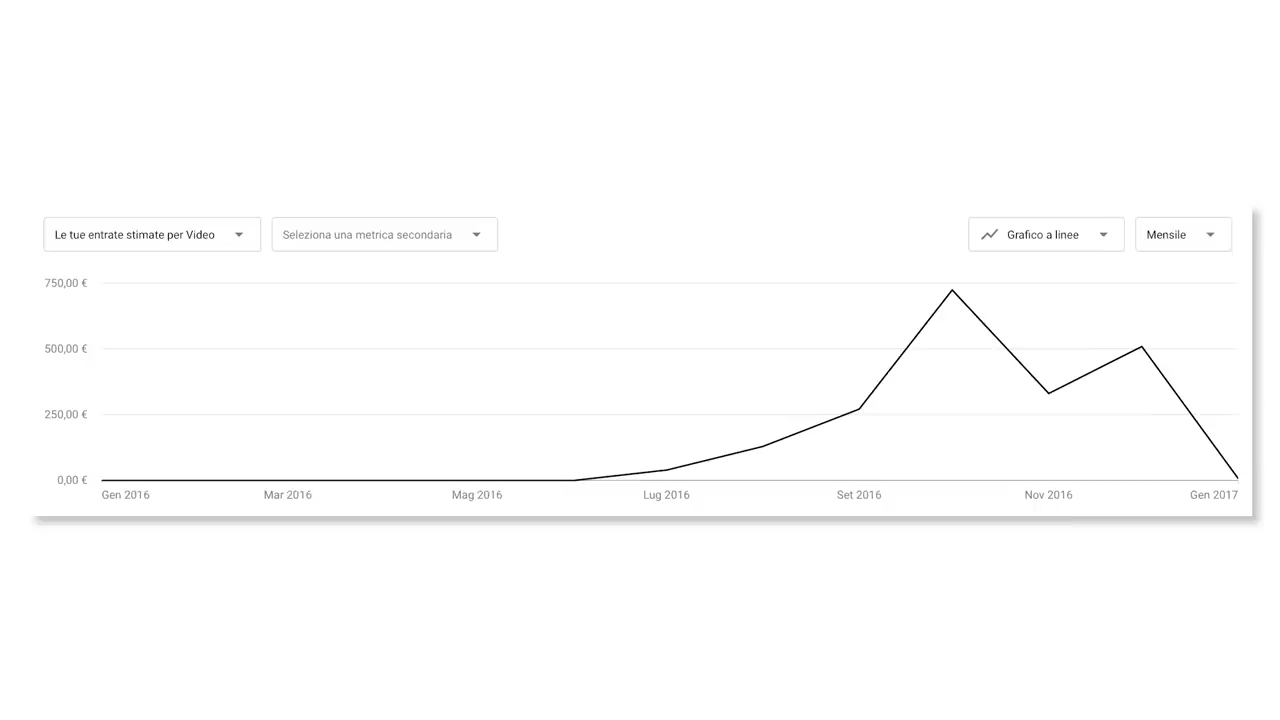 Le tue entrate stimate per Video
Seleziona una metrica secondaria
Grafico a linee
Mensile
750,00 €
500,00 €
250,00 €
0,00 €
Gen 2016
Mar 2016
Mag 2016
Lug 2016
Set 2016
Nov 2016
Gen 2017